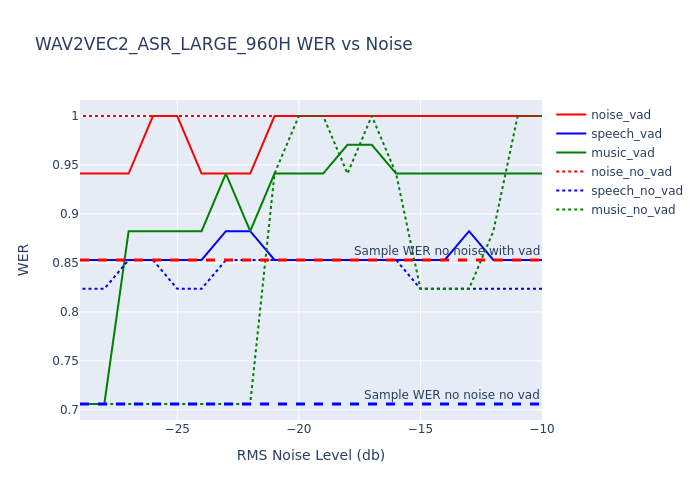 WAV2VEC2_ASR_LARGE_960H WER vs Noise
1
0.95
0.9
0.85
0.8
0.75
0.7
WER
−25
−20
−15
−10
RMS Noise Level (db)
Sample WER no noise with vad
Sample WER no noise no vad
noise_vad
speech_vad
music_vad
noise_no_vad
speech_no_vad
music_no_vad